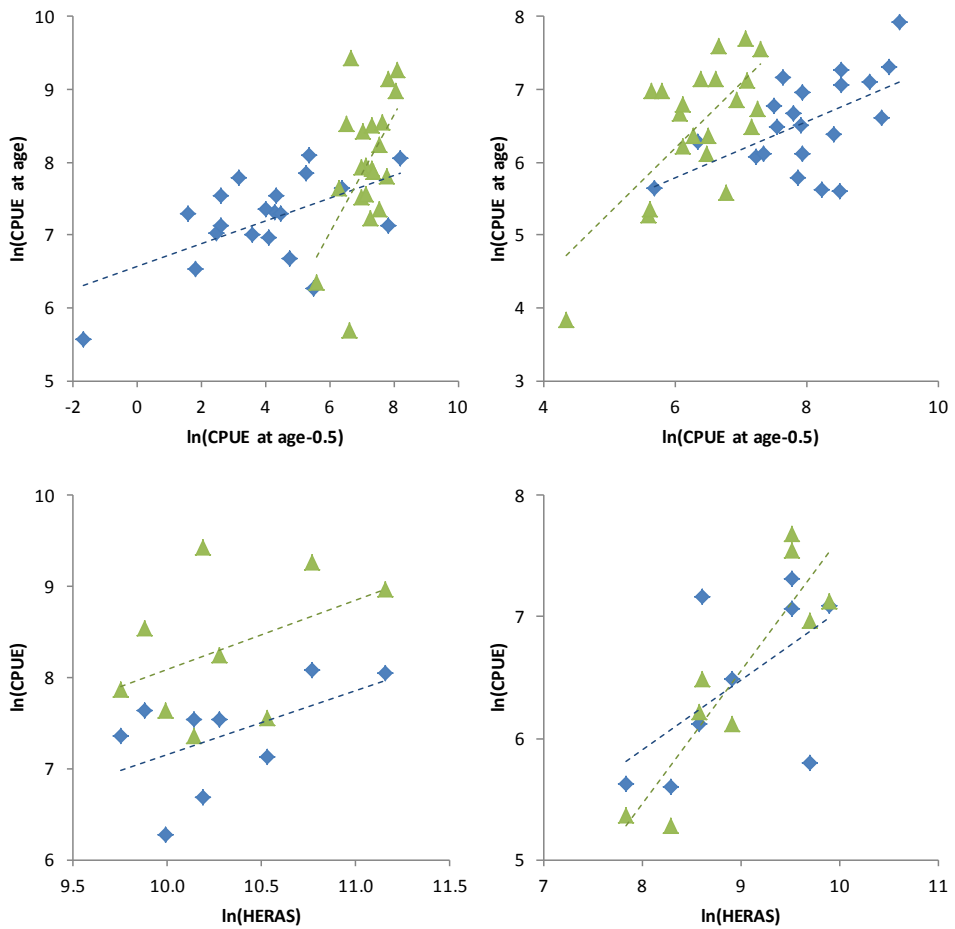 10
9
8
7
6
5
-2 0 2 4 6 8 10
ln(CPUE at age)
ln(CPUE at age-0.5)
8
7
6
5
4
3
4 6 8 10
ln(CPUE at age)
ln(CPUE at age-0.5)
10
9
8
7
6
9.5 10.0 10.5 11.0 11.5
ln(CPUE)
ln(HERAS)
8
7
6
5
7 8 9 10 11
ln(CPUE)
ln(HERAS)